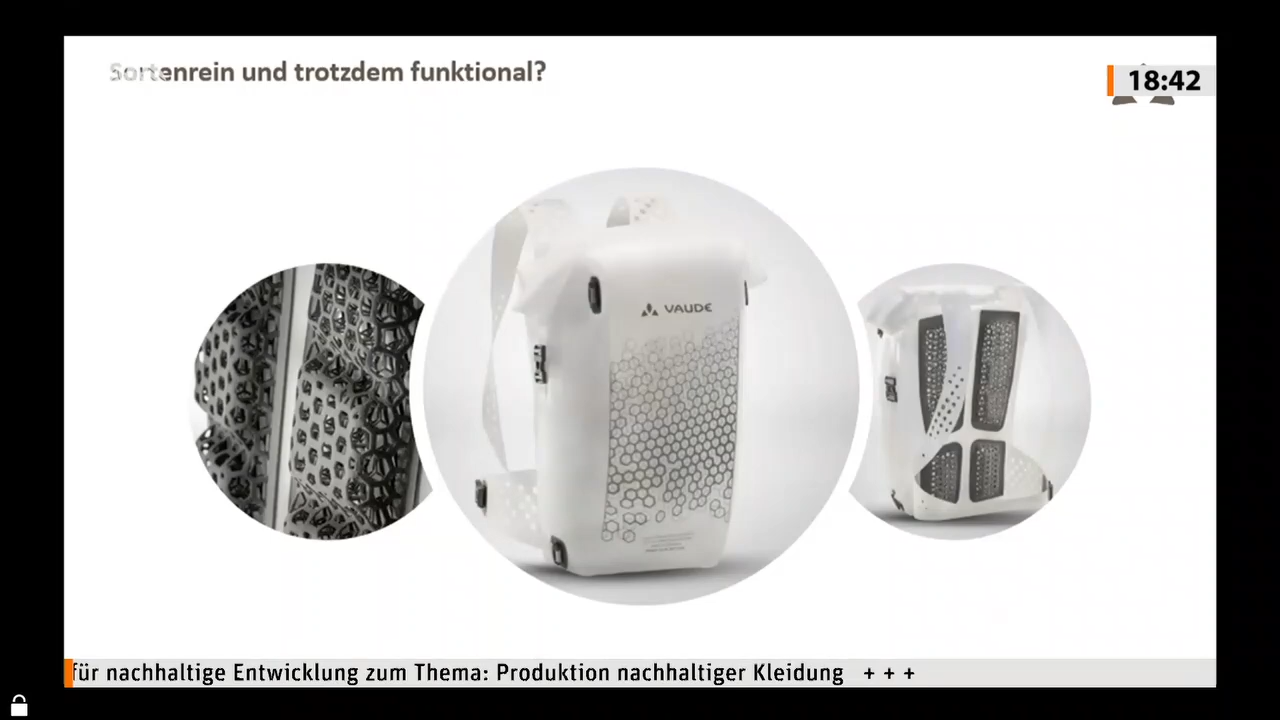 Sortenrein und trotzdem funktional?
18:42
VAUDE
für nachhaltige Entwicklung zum Thema: Produktion nachhaltiger Kleidung + + +